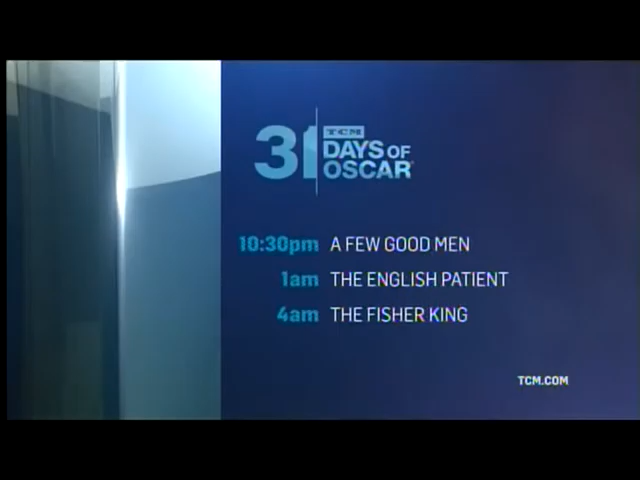 31
TCM
DAYS OF
OSCAR
10:30pm A FEW GOOD MEN
1am THE ENGLISH PATIENT
4am THE FISHER KING
TCM.COM